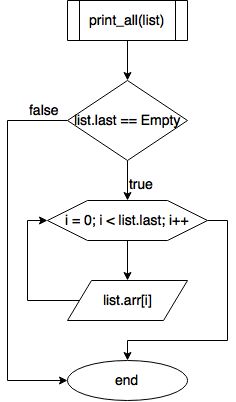 print_all(list)
false
list.last == Empty
true
i = 0; i < list.last; i++
list.arr[i]
end